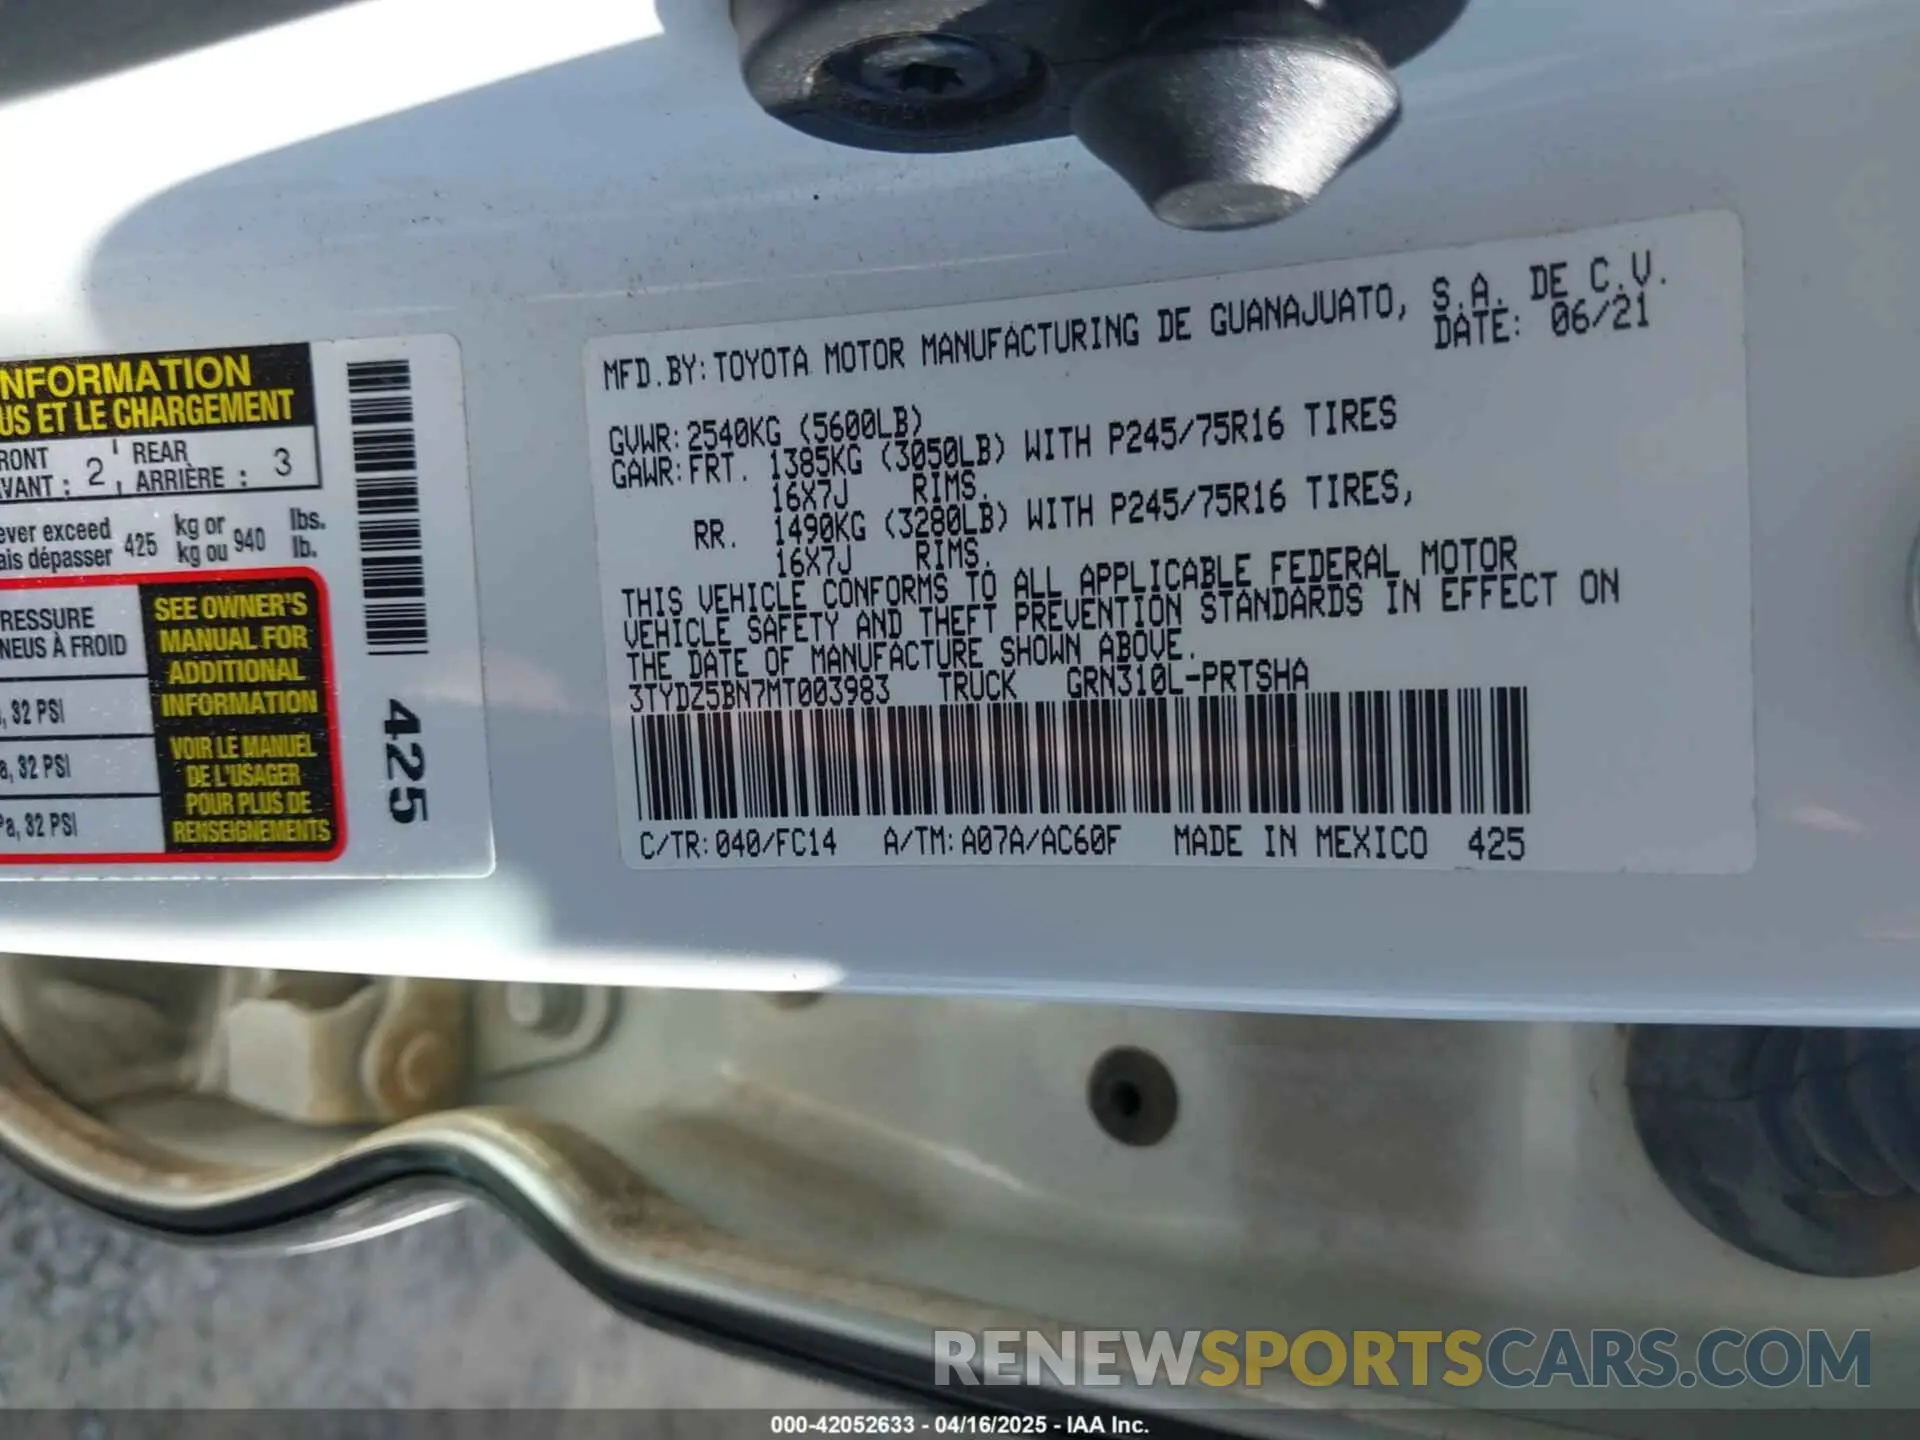 NFORMATION
US ET LE CHARGEMENT
RONT
VANT : 2
REAR
ARRIÈRE : 3
ever exceed
ais dépasser 425 kg or
kg ou 940 lbs.
lb.
RESSURE
NEUS À FROID
, 32 PSI
a, 32 PSI
Pa, 32 PSI
SEE OWNER'S
MANUAL FOR
ADDITIONAL
INFORMATION
VOIR LE MANUEL
DE L'USAGER
POUR PLUS DE
RENSEIGNEMENTS
425
MFD.BY: TOYOTA MOTOR MANUFACTURING DE GUANAJUATO, S.A. DE C.V.
DATE: 06/21
GVWR: 2540KG (5600LB)
GAWR: FRT. 1385KG (3050LB) WITH P245/75R16 TIRES
16X7J RIMS.
RR. 1490KG (3280LB) WITH P245/75R16 TIRES,
16X7J RIMS.
THIS VEHICLE CONFORMS TO ALL APPLICABLE FEDERAL MOTOR
VEHICLE SAFETY AND THEFT PREVENTION STANDARDS IN EFFECT ON
THE DATE OF MANUFACTURE SHOWN ABOVE.
3TYDZ5BN7MT003983 TRUCK GRN310L-PRTSHA
C/TR: 040/FC14 A/TM: A07A/AC60F MADE IN MEXICO 425
RENEWSPORTSCARS.COM
000-42052633 - 04/16/2025 - IAA Inc.